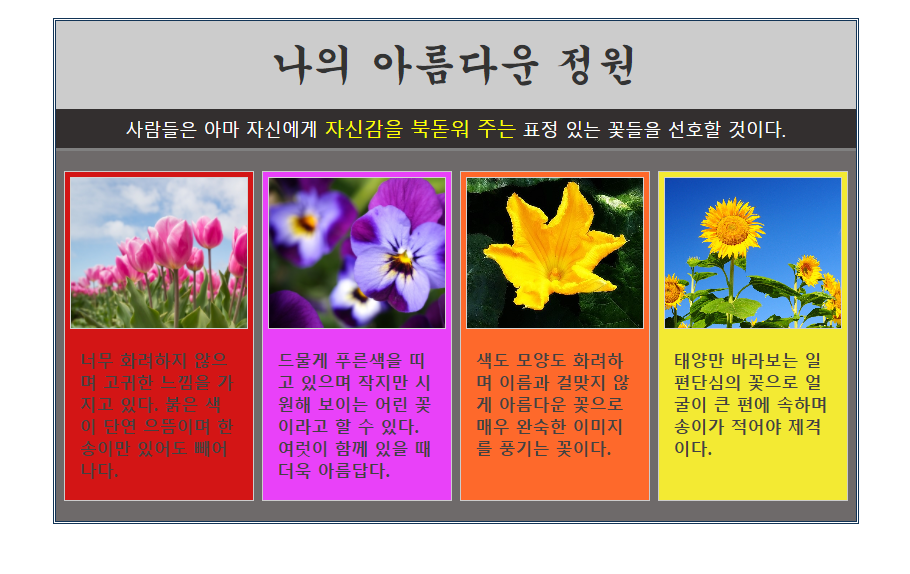 나의 아름다운 정원
사람들은 아마 자신에게 자신감을 북돋워 주는 표정 있는 꽃들을 선호할 것이다.
너무 화려하지 않으
며 고귀한 느낌을 가
지고 있다. 붉은 색
이 단연 으뜸이며 한
송이만 있어도 빼어
나다.
드물게 푸른색을 띠
고 있으며 작지만 시
원해 보이는 어린 꽃
이라고 할 수 있다.
여럿이 함께 있을 때
더욱 아름답다.
색도 모양도 화려하
며 이름과 걸맞지 않
게 아름다운 꽃으로
매우 완숙한 이미지
를 풍기는 꽃이다.
태양만 바라보는 일
편단심의 꽃으로 얼
굴이 큰 편에 속하며
송이가 적어야 제격
이다.